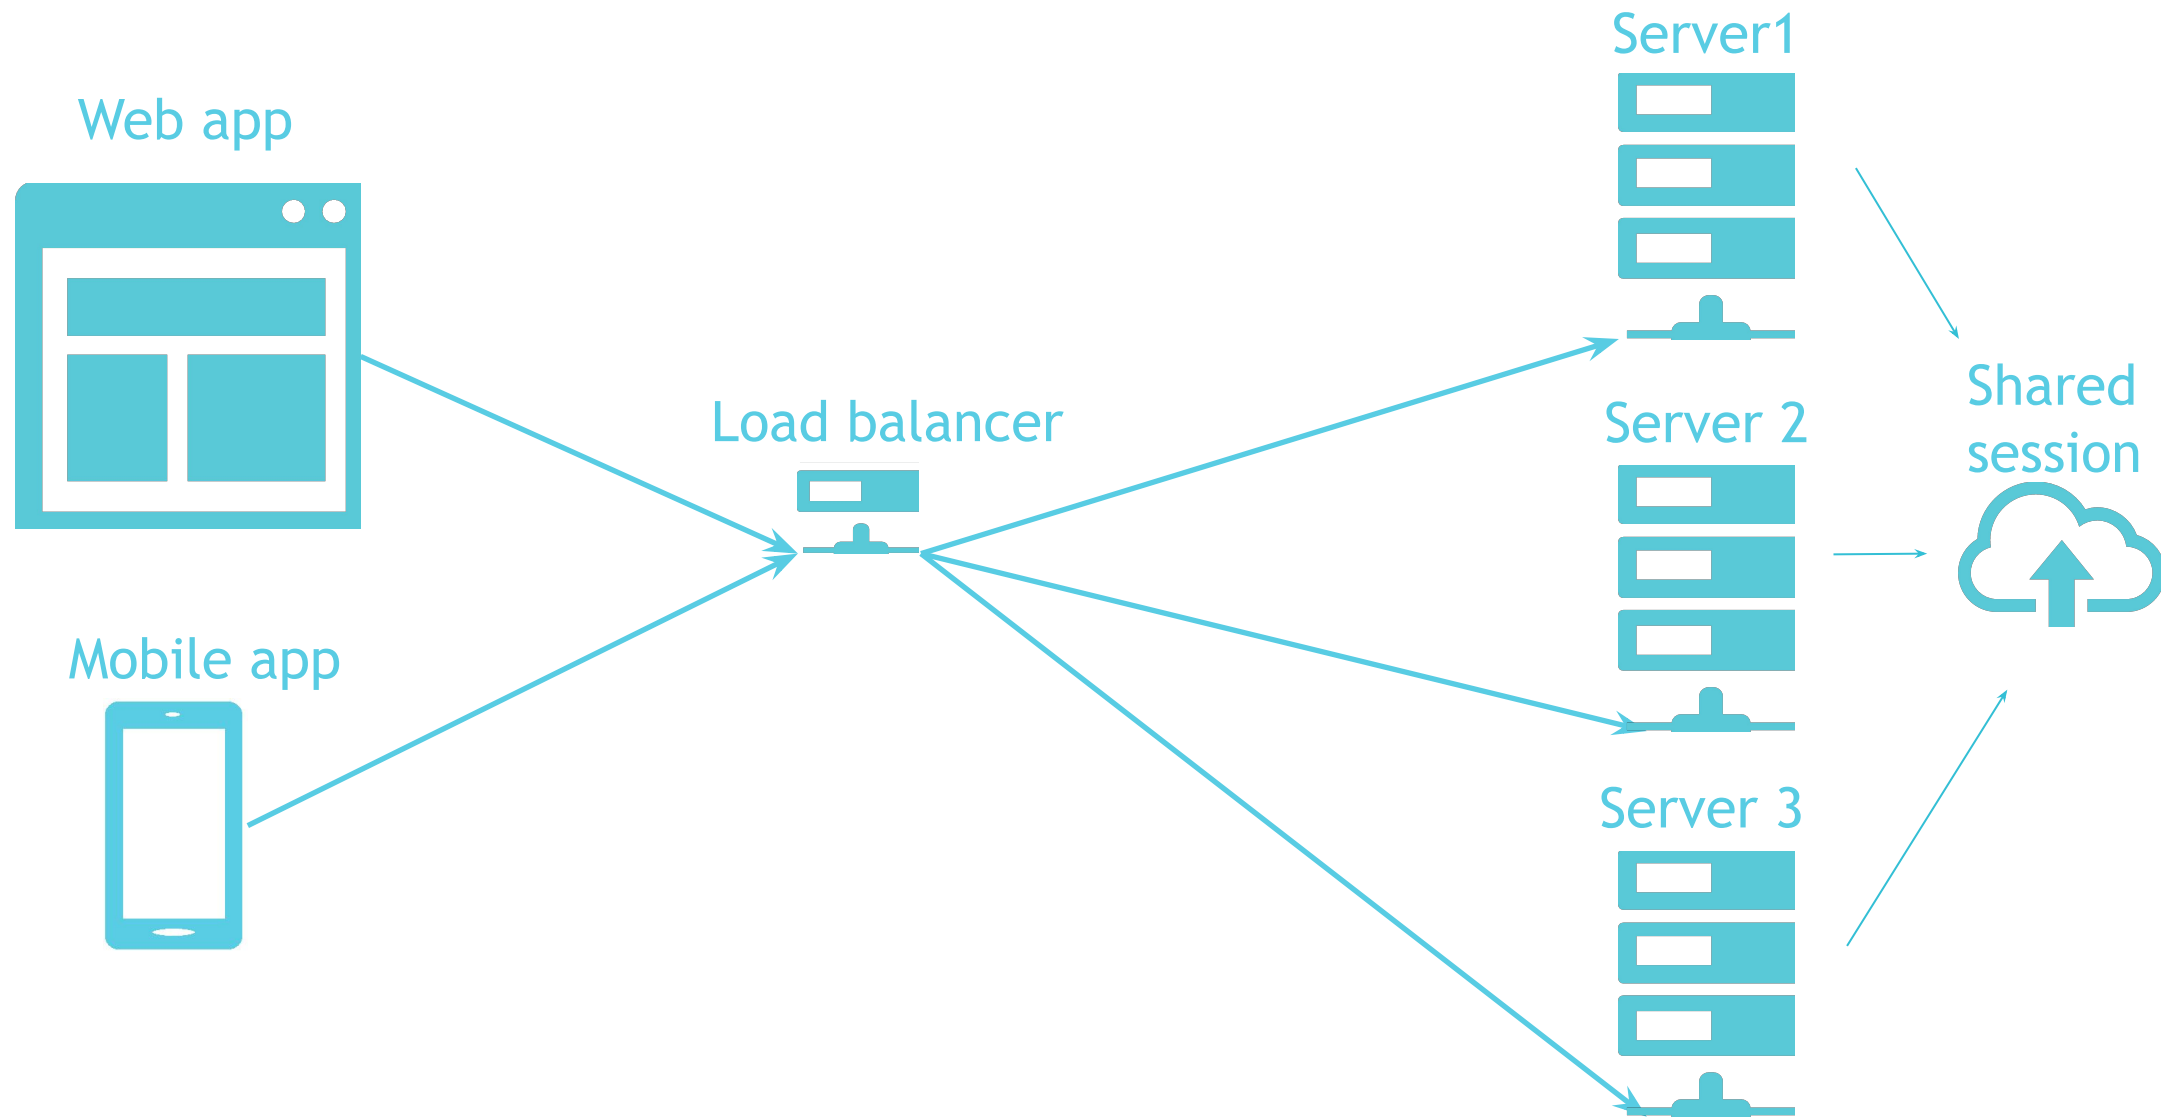 Server1
Web app
Shared
session
Load balancer
Server 2
Mobile app
Server 3